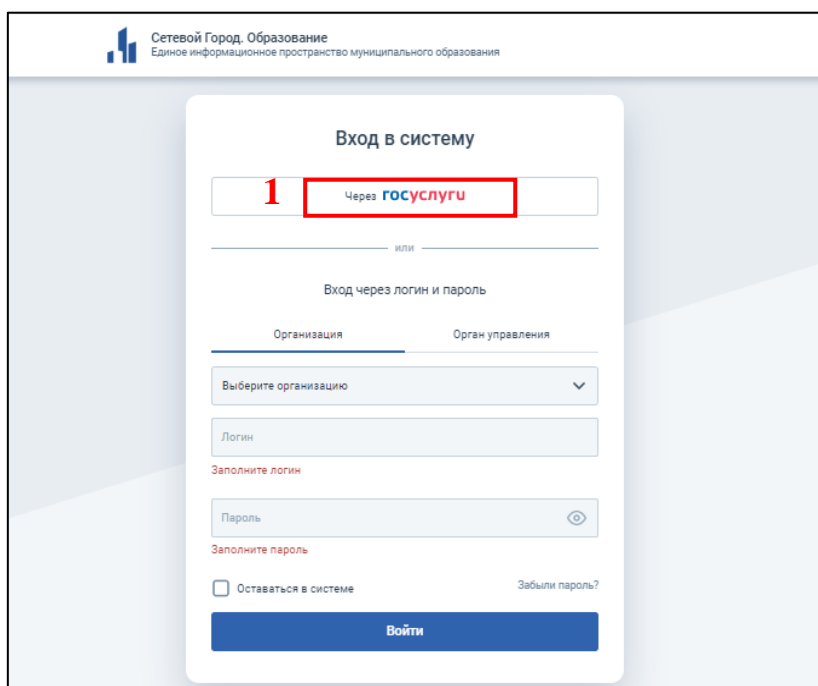 Сетевой Город. Образование
Единое информационное пространство муниципального образования
Вход в систему
1
Через госуслуги
или
Вход через логин и пароль
Организация Орган управления
Выберите организацию
Логин
Заполните логин
Пароль
Заполните пароль
Оставаться в системе Забыли пароль?
Войти